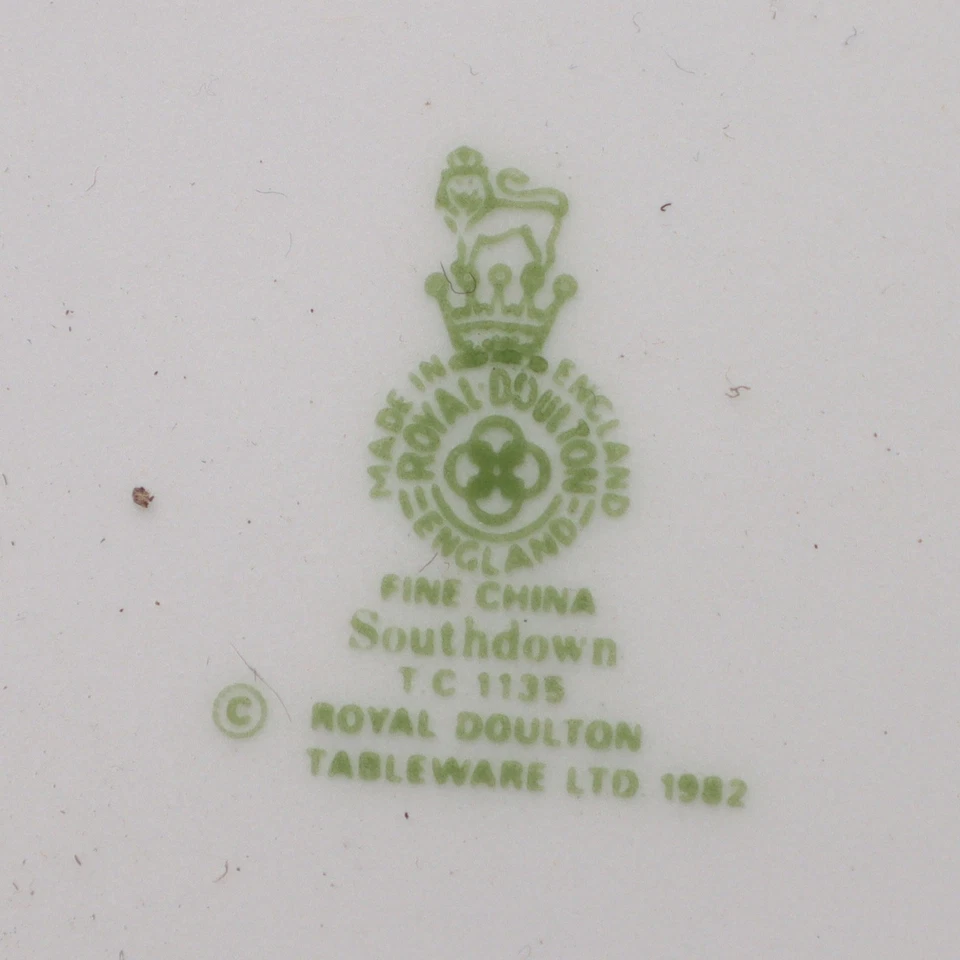 MADE IN ENGLAND
ROYAL·DOULTON
ENGLAND
FINE CHINA
Southdown
T C 1135
© ROYAL DOULTON
TABLEWARE LTD 1982